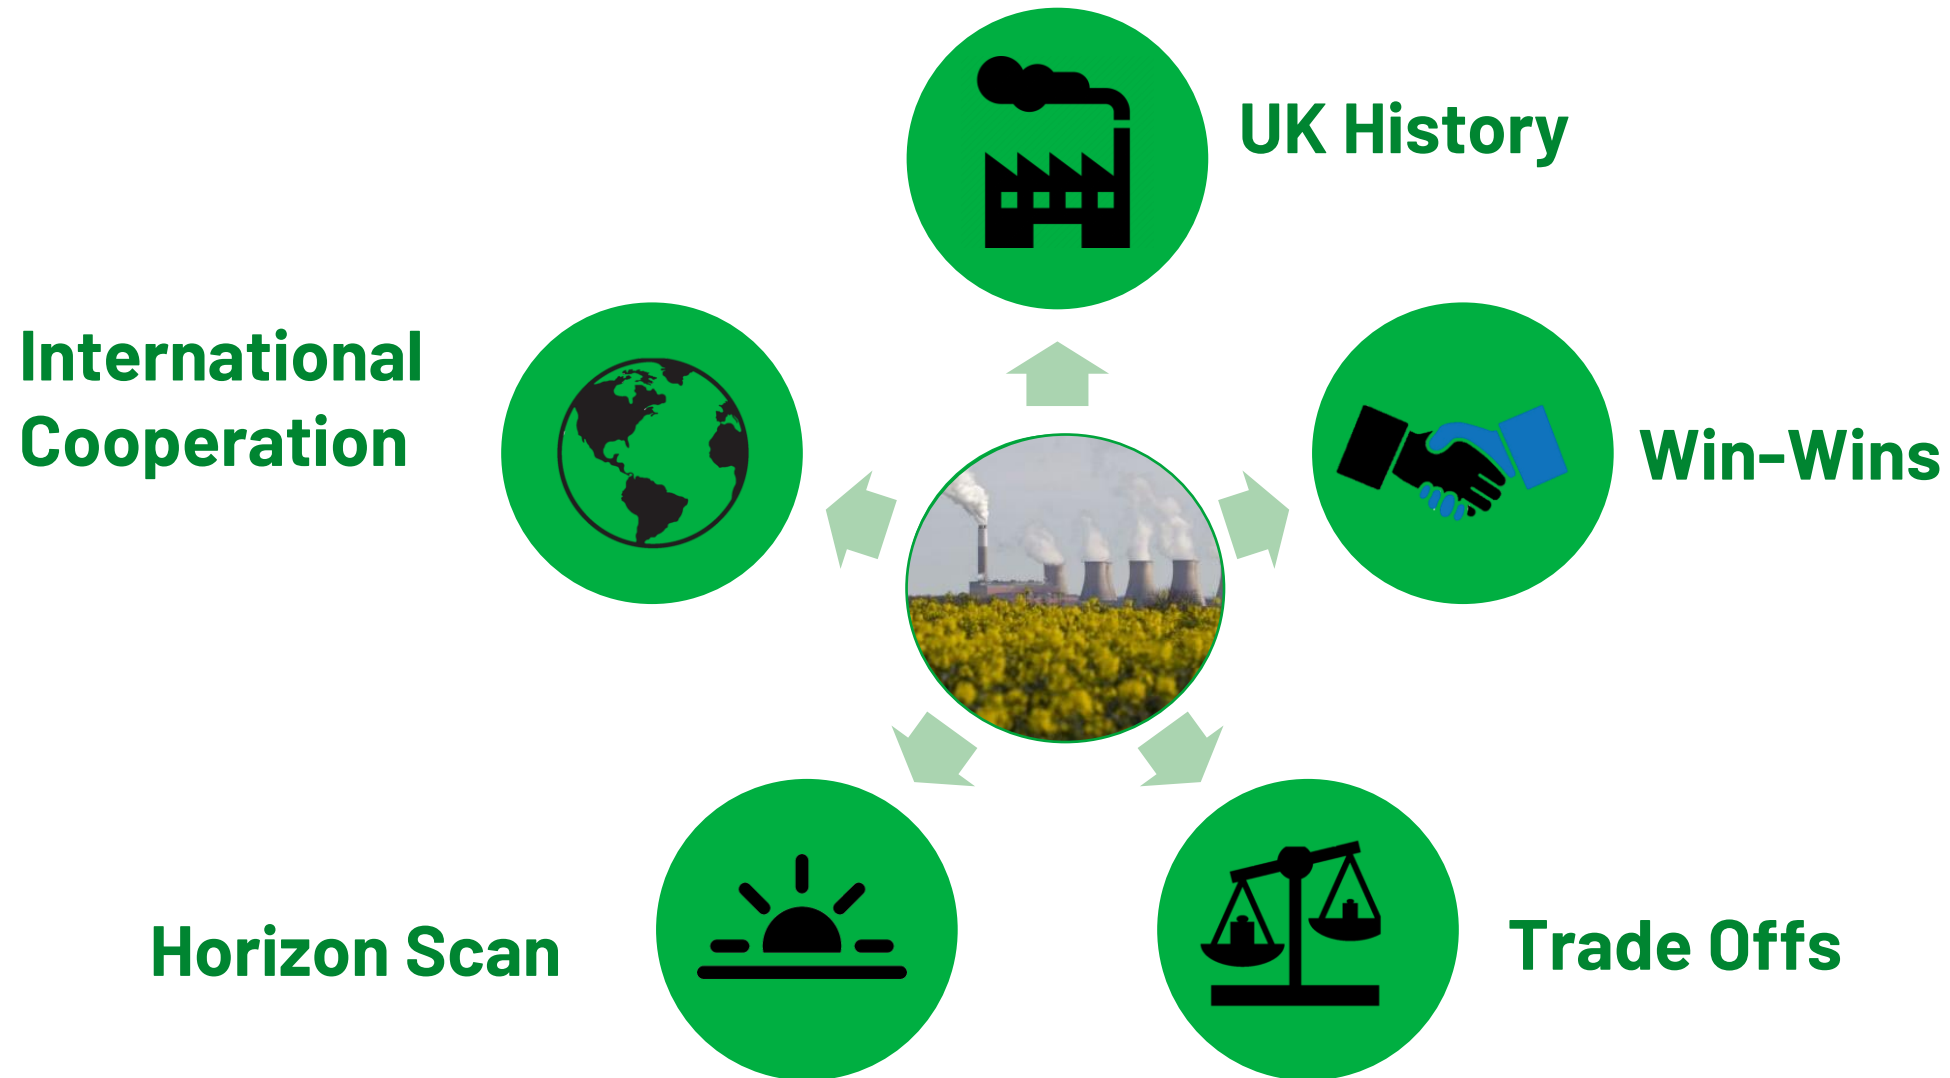 UK History
International
Cooperation
Win-Wins
Horizon Scan
Trade Offs